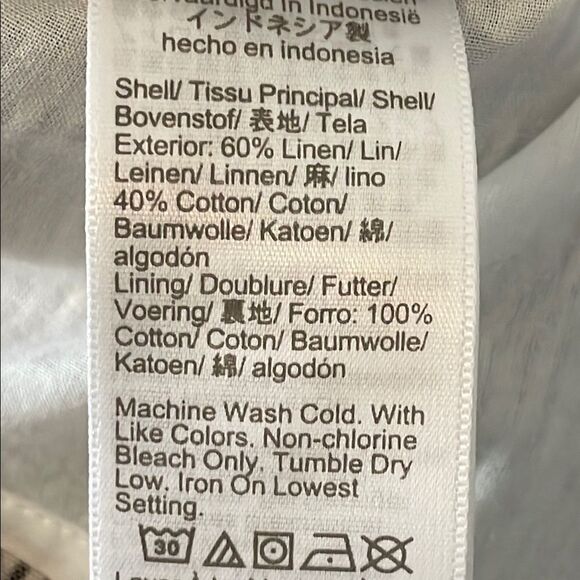 in Indonesië
インドネシア製
hecho en indonesia
Shell/ Tissu Principal/ Shell/
Bovenstof/ 表地/ Tela
Exterior: 60% Linen/ Lin/
Leinen/ Linnen/ 麻/ lino
40% Cotton/ Coton/
Baumwolle/ Katoen/ 綿/
algodón
Lining/ Doublure/ Futter/
Voering/ 裏地/ Forro: 100%
Cotton/ Coton/ Baumwolle/
Katoen/ 綿/ algodón
Machine Wash Cold. With
Like Colors. Non-chlorine
Bleach Only. Tumble Dry
Low. Iron On Lowest
Setting.
30